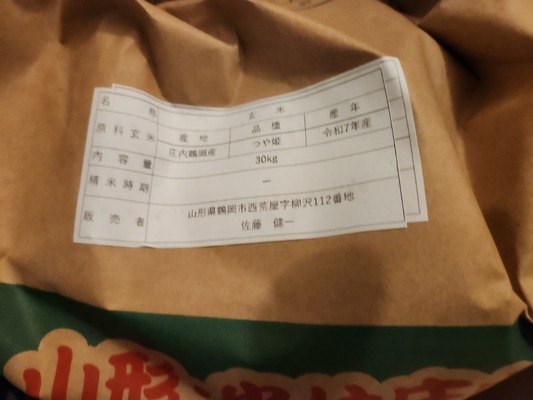 名称 玄米
原料玄米 産地 品種 産年
庄内鶴岡産 つや姫 令和7年産
内容量 30kg
精米時期 ー
販売者 山形県鶴岡市西荒屋字柳沢112番地
佐藤 健一
山形